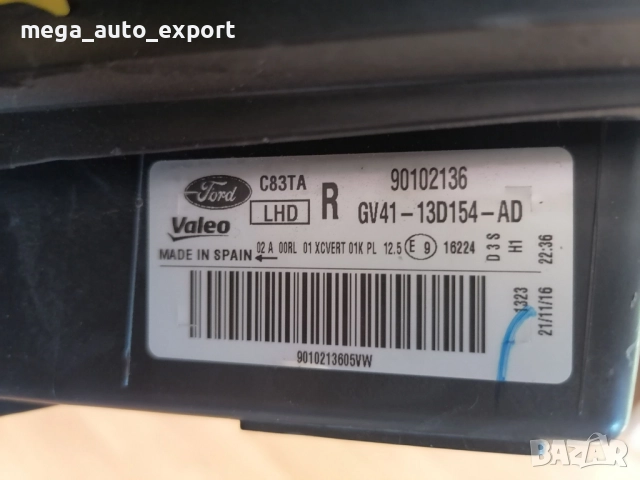 mega_auto_export
Ford C83TA R 90102136
Valeo LHD GV41-13D154-AD
MADE IN SPAIN 02 A 00RL 01 XCVERT 01K PL 12.5 E 9 16224
D3S
H1
22:36
1323
21/11/16
9010213605VW
BAZAR